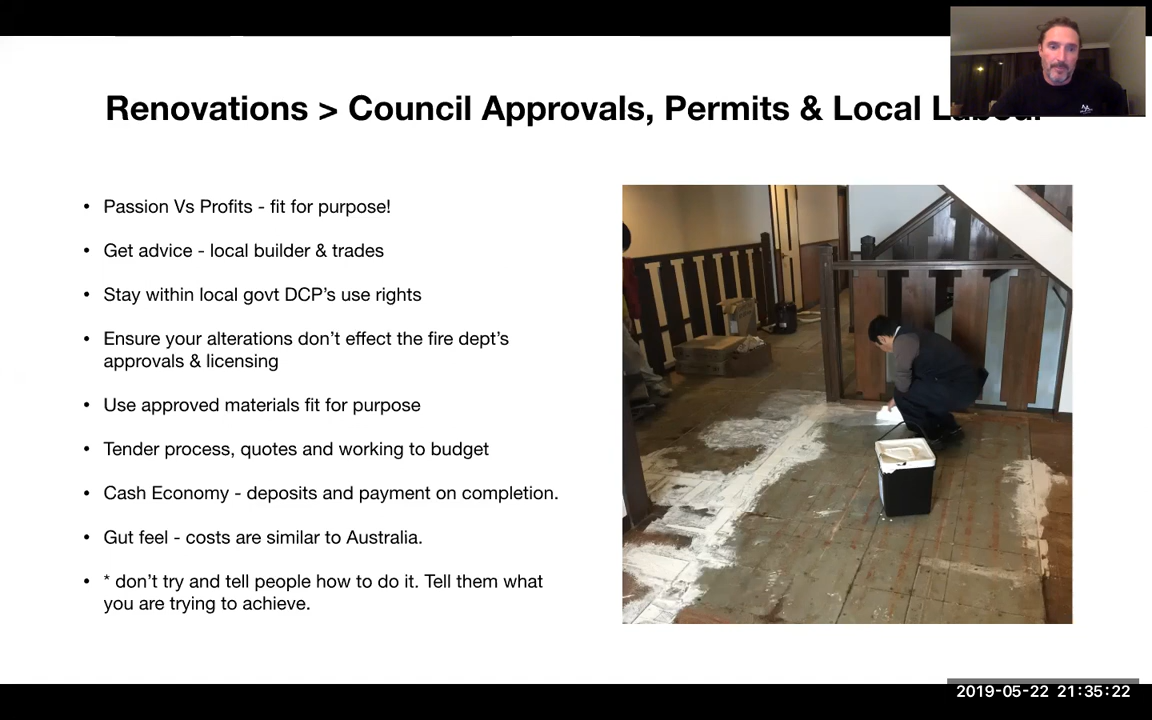 Renovations > Council Approvals, Permits & Local Labour
• Passion Vs Profits - fit for purpose!
• Get advice - local builder & trades
• Stay within local govt DCP's use rights
• Ensure your alterations don't effect the fire dept's
approvals & licensing
• Use approved materials fit for purpose
• Tender process, quotes and working to budget
• Cash Economy - deposits and payment on completion.
• Gut feel - costs are similar to Australia.
• * don't try and tell people how to do it. Tell them what
you are trying to achieve.
2019-05-22 21:35:22